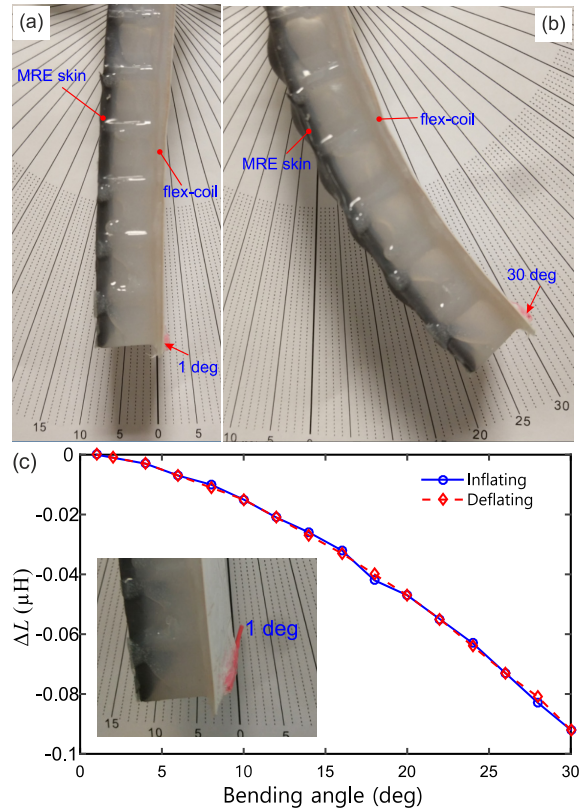 (a)
MRE skin
flex-coil
1 deg
15
10
5
0
5
(b)
flex-coil
MRE skin
30 deg
20
25
30
(c)
0
-0.02
-0.04
-0.06
-0.08
-0.1
ΔL (μH)
Inflating
Deflating
1 deg
15
10
5
0
5
0
5
10
15
20
25
30
Bending angle (deg)